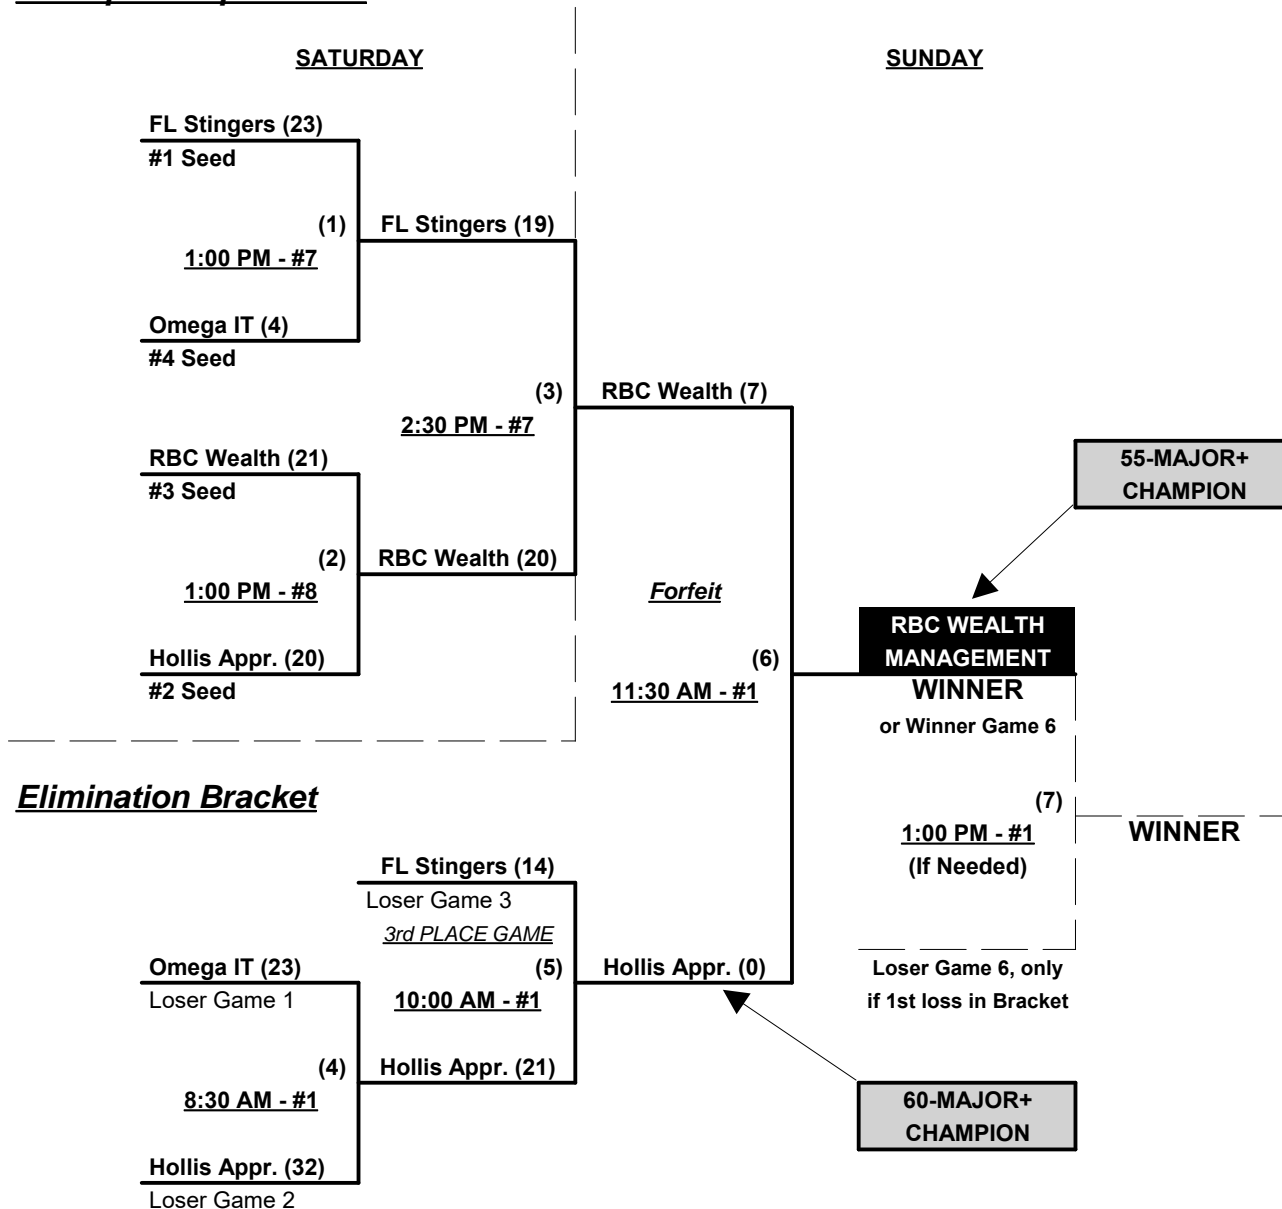 SATURDAY
SUNDAY
FL Stingers (23)
#1 Seed
(1)
FL Stingers (19)
1:00 PM - #7
Omega IT (4)
#4 Seed
(3)
RBC Wealth (7)
2:30 PM - #7
RBC Wealth (21)
#3 Seed
55-MAJOR+
CHAMPION
(2)
RBC Wealth (20)
1:00 PM - #8
Forfeit
Hollis Appr. (20)
#2 Seed
(6)
11:30 AM - #1
RBC WEALTH
MANAGEMENT
WINNER
or Winner Game 6
Elimination Bracket
(7)
1:00 PM - #1
(If Needed)
WINNER
FL Stingers (14)
Loser Game 3
3rd PLACE GAME
Omega IT (23)
Loser Game 1
(5)
10:00 AM - #1
Hollis Appr. (0)
Loser Game 6, only
if 1st loss in Bracket
(4)
Hollis Appr. (21)
8:30 AM - #1
60-MAJOR+
CHAMPION
Hollis Appr. (32)
Loser Game 2